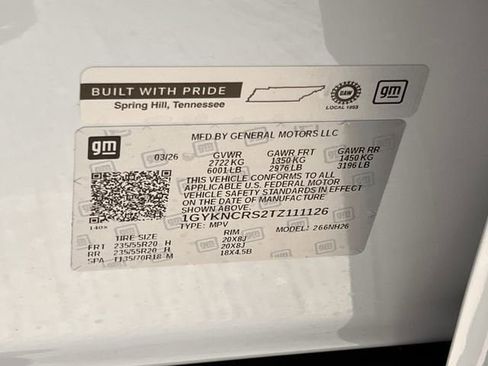 BUILT WITH PRIDE
Spring Hill, Tennessee
UAW
LOCAL 1853
gm
gm
MFD BY GENERAL MOTORS LLC
03/26 GVWR GAWR FRT GAWR RR
2722 KG 1350 KG 1450 KG
6001 LB 2976 LB 3196 LB
THIS VEHICLE CONFORMS TO ALL
APPLICABLE U.S. FEDERAL MOTOR
VEHICLE SAFETY STANDARDS IN EFFECT
ON THE DATE OF MANUFACTURE
1GYKNCRS2TZ111126
140x
TYPE: MPV MODEL: 266NH26
TIRE SIZE RIM
FRT 235/55R20 H 20X8J
RR 235/55R20 H 20X8J
SPA T135/70R18 M 18X4.5B